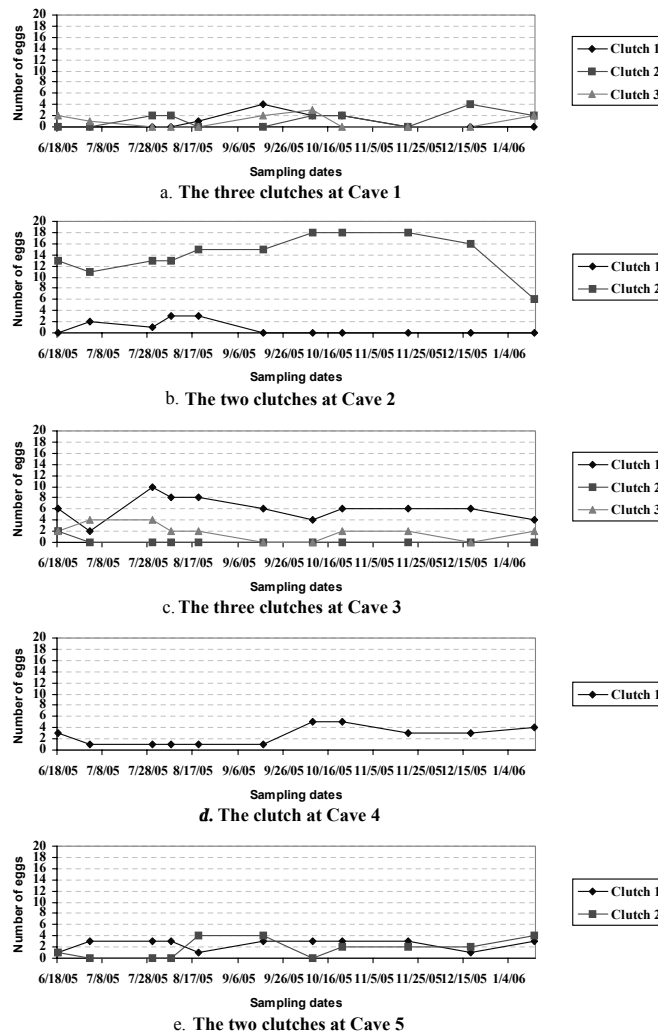 Number of eggs
20
18
16
14
12
10
8
6
4
2
0
6/18/05 7/8/05 7/28/05 8/17/05 9/6/05 9/26/05 10/16/05 11/5/05 11/25/05 12/15/05 1/4/06
Sampling dates
Clutch 1
Clutch 2
Clutch 3
a. The three clutches at Cave 1
Number of eggs
20
18
16
14
12
10
8
6
4
2
0
6/18/05 7/8/05 7/28/05 8/17/05 9/6/05 9/26/05 10/16/05 11/5/05 11/25/05 12/15/05 1/4/06
Sampling dates
Clutch 1
Clutch 2
b. The two clutches at Cave 2
Number of eggs
20
18
16
14
12
10
8
6
4
2
0
6/18/05 7/8/05 7/28/05 8/17/05 9/6/05 9/26/05 10/16/05 11/5/05 11/25/05 12/15/05 1/4/06
Sampling dates
Clutch 1
Clutch 2
Clutch 3
c. The three clutches at Cave 3
Number of eggs
20
18
16
14
12
10
8
6
4
2
0
6/18/05 7/8/05 7/28/05 8/17/05 9/6/05 9/26/05 10/16/05 11/5/05 11/25/05 12/15/05 1/4/06
Sampling dates
Clutch 1
d. The clutch at Cave 4
Number of eggs
20
18
16
14
12
10
8
6
4
2
0
6/18/05 7/8/05 7/28/05 8/17/05 9/6/05 9/26/05 10/16/05 11/5/05 11/25/05 12/15/05 1/4/06
Sampling dates
Clutch 1
Clutch 2
e. The two clutches at Cave 5